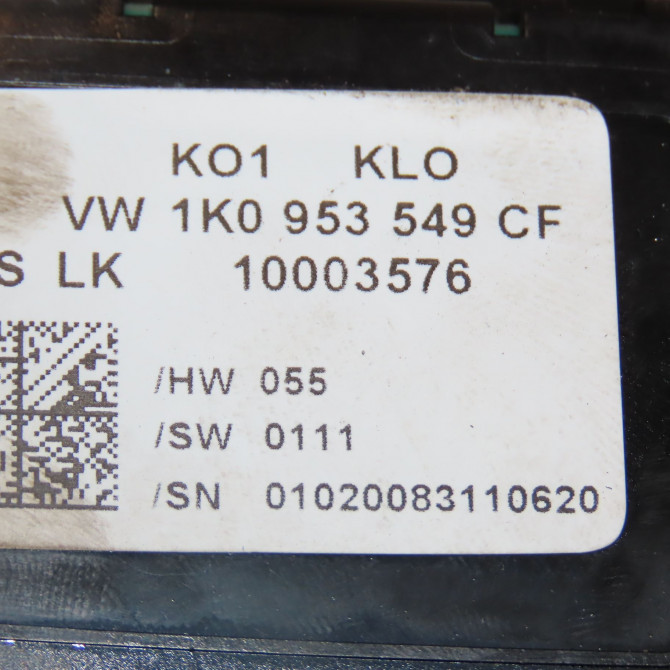 KO1 KLO
VW 1K0 953 549 CF
S LK 10003576
/HW 055
/SW 0111
/SN 01020083110620